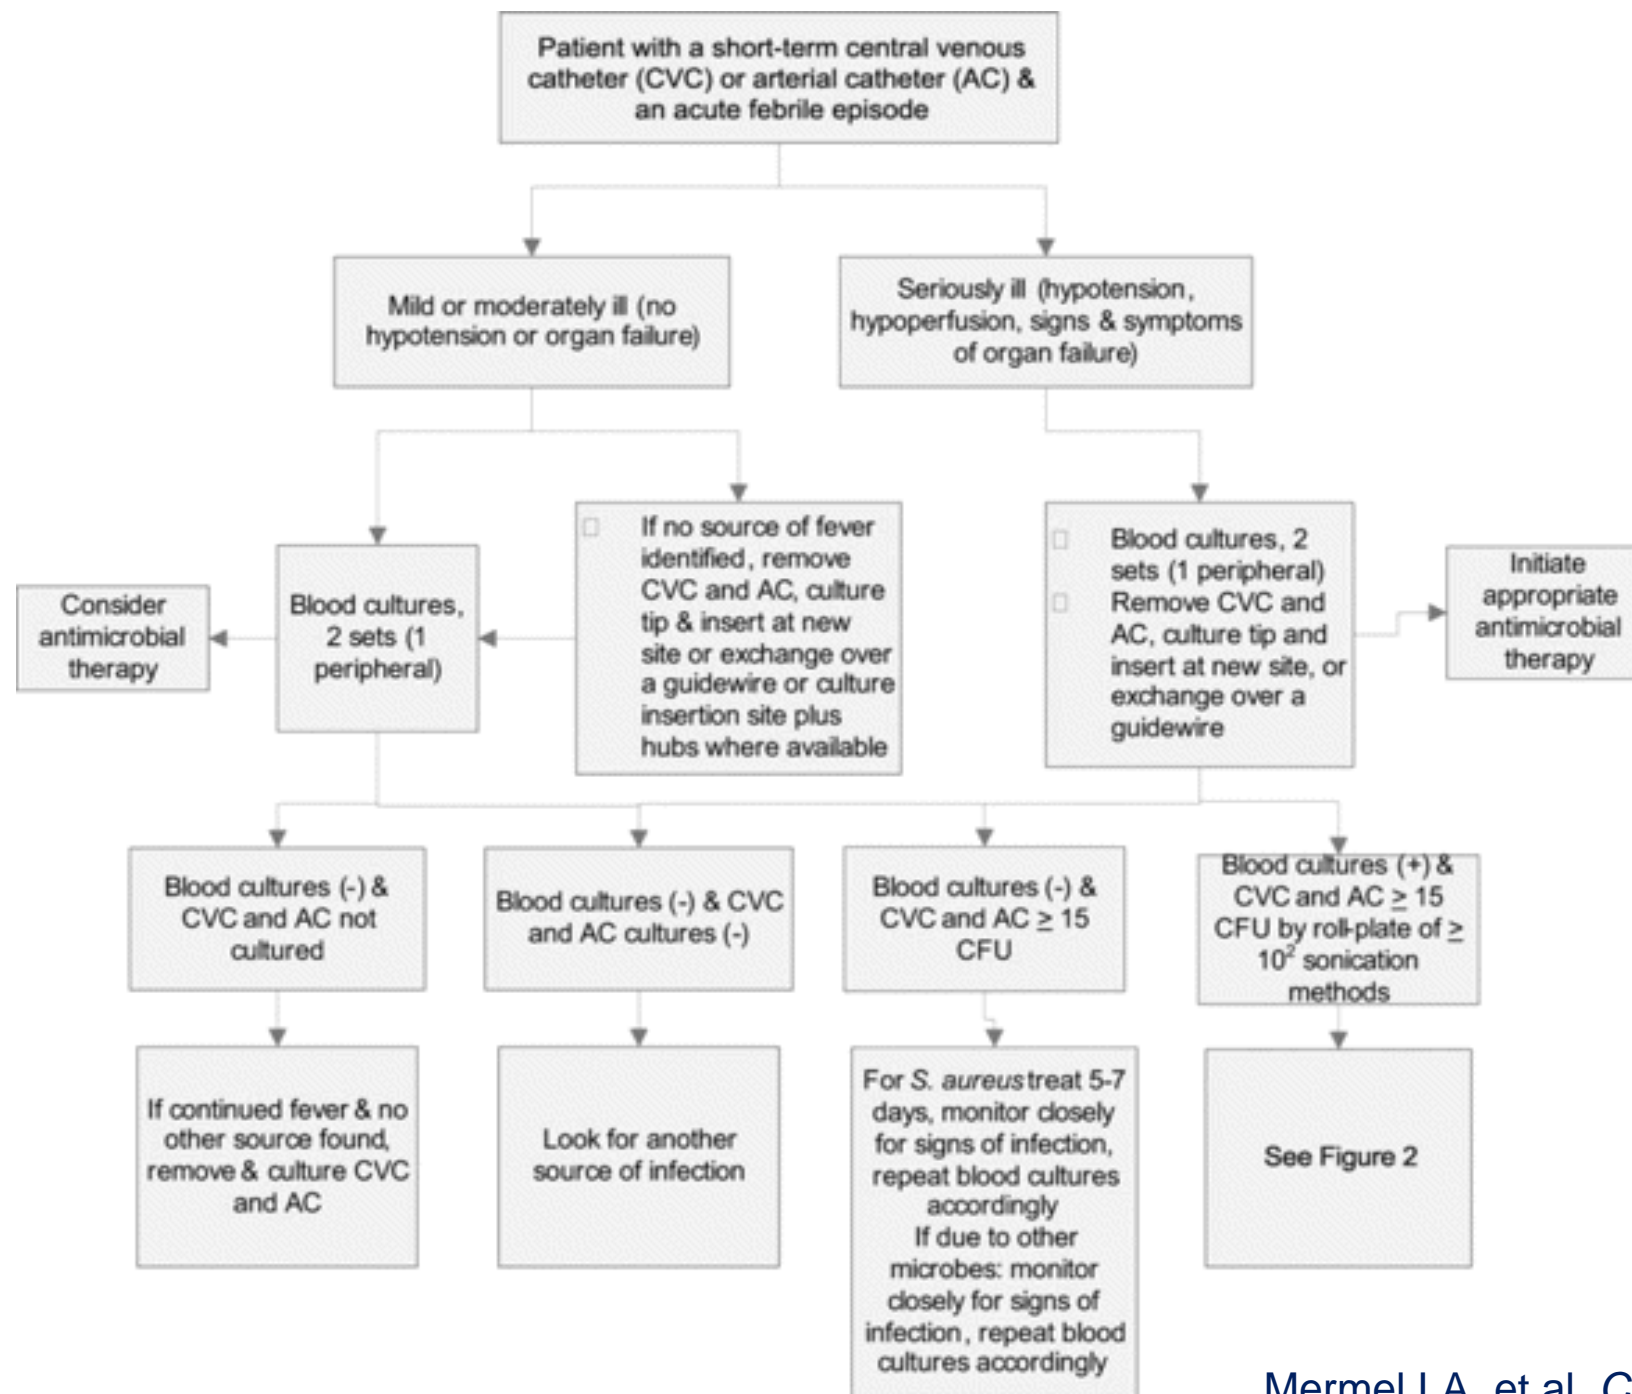 Patient with a short-term central venous
catheter (CVC) or arterial catheter (AC) &
an acute febrile episode
Mild or moderately ill (no
hypotension or organ failure)
Seriously ill (hypotension,
hypoperfusion, signs & symptoms
of organ failure)
Consider
antimicrobial
therapy
Blood cultures,
2 sets (1
peripheral)
If no source of fever
identified, remove
CVC and AC, culture
tip & insert at new
site or exchange over
a guidewire or culture
insertion site plus
hubs where available
Blood cultures, 2
sets (1 peripheral)
Remove CVC and
AC, culture tip and
insert at new site, or
exchange over a
guidewire
Initiate
appropriate
antimicrobial
therapy
Blood cultures (-) &
CVC and AC not
cultured
Blood cultures (-) & CVC
and AC cultures (-)
Blood cultures (-) &
CVC and AC ≥ 15
CFU
Blood cultures (+) &
CVC and AC ≥ 15
CFU by roll-plate of ≥
10² sonication
methods
If continued fever & no
other source found,
remove & culture CVC
and AC
Look for another
source of infection
For S. aureus treat 5-7
days, monitor closely
for signs of infection,
repeat blood cultures
accordingly
If due to other
microbes: monitor
closely for signs of
infection, repeat blood
cultures accordingly
See Figure 2
Mermel LA, et al. C